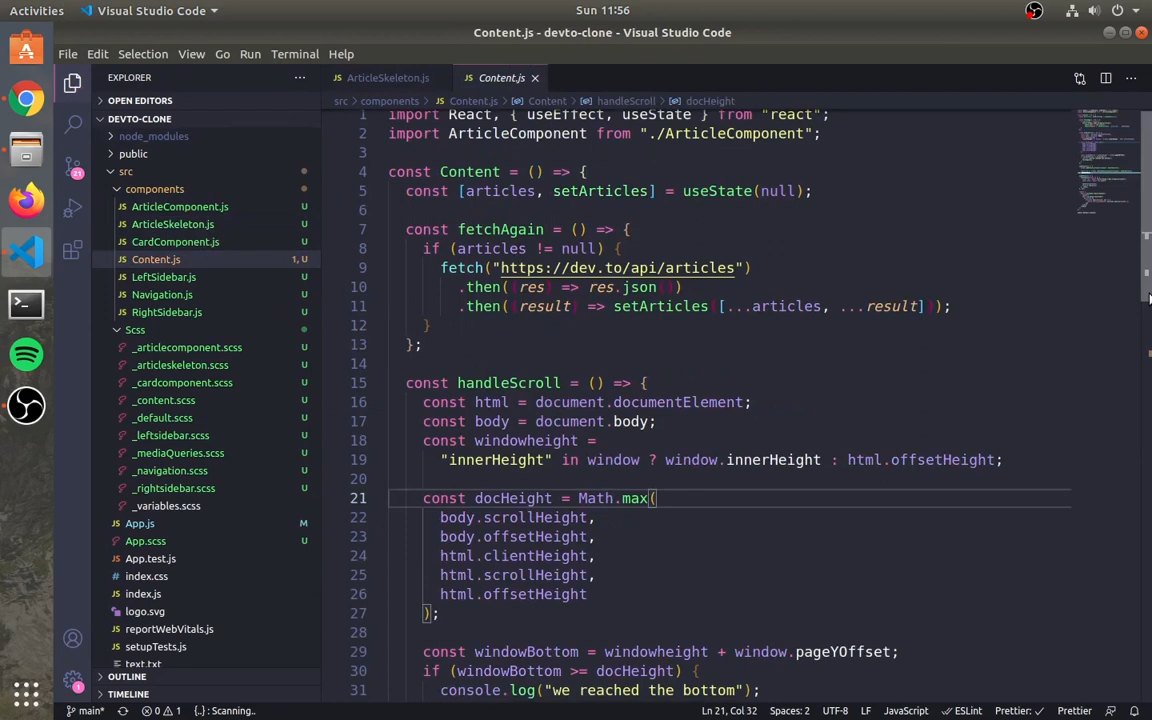 Activities
Visual Studio Code
Sun 11:56
Content.js - devto-clone - Visual Studio Code
File Edit Selection View Go Run Terminal Help
EXPLORER
OPEN EDITORS
DEVTO-CLONE
node_modules
public
src
components
JS ArticleComponent.js U
JS ArticleSkeleton.js U
JS CardComponent.js U
JS Content.js 1, U
JS LeftSidebar.js U
JS Navigation.js U
JS RightSidebar.js U
Scss
_articlecomponent.scss U
_articleskeleton.scss U
_cardcomponent.scss U
_content.scss U
_default.scss U
_leftsidebar.scss U
_mediaQueries.scss U
_navigation.scss U
_rightsidebar.scss U
_variables.scss
JS App.js M
App.scss U
JS App.test.js
index.css
JS index.js
logo.svg
JS reportWebVitals.js
JS setupTests.js
text.txt
OUTLINE
TIMELINE
21
1
JS ArticleSkeleton.js JS Content.js
src components JS Content.js Content handleScroll docHeight
1 import React, { useEffect, useState } from "react";
2 import ArticleComponent from "./ArticleComponent";
3
4 const Content = () => {
5 const [articles, setArticles] = useState(null);
6
7 const fetchAgain = () => {
8 if (articles != null) {
9 fetch("https://dev.to/api/articles")
10 .then((res) => res.json())
11 .then((result) => setArticles([...articles, ...result]));
12 }
13 };
14
15 const handleScroll = () => {
16 const html = document.documentElement;
17 const body = document.body;
18 const windowheight =
19 "innerHeight" in window ? window.innerHeight : html.offsetHeight;
20
21 const docHeight = Math.max(
22 body.scrollHeight,
23 body.offsetHeight,
24 html.clientHeight,
25 html.scrollHeight,
26 html.offsetHeight
27 );
28
29 const windowBottom = windowheight + window.pageYOffset;
30 if (windowBottom >= docHeight) {
31 console.log("we reached the bottom");
main* 0 1 {..} : Scanning.. Ln 21, Col 32 Spaces: 2 UTF-8 LF JavaScript ESLint Prettier: Prettier